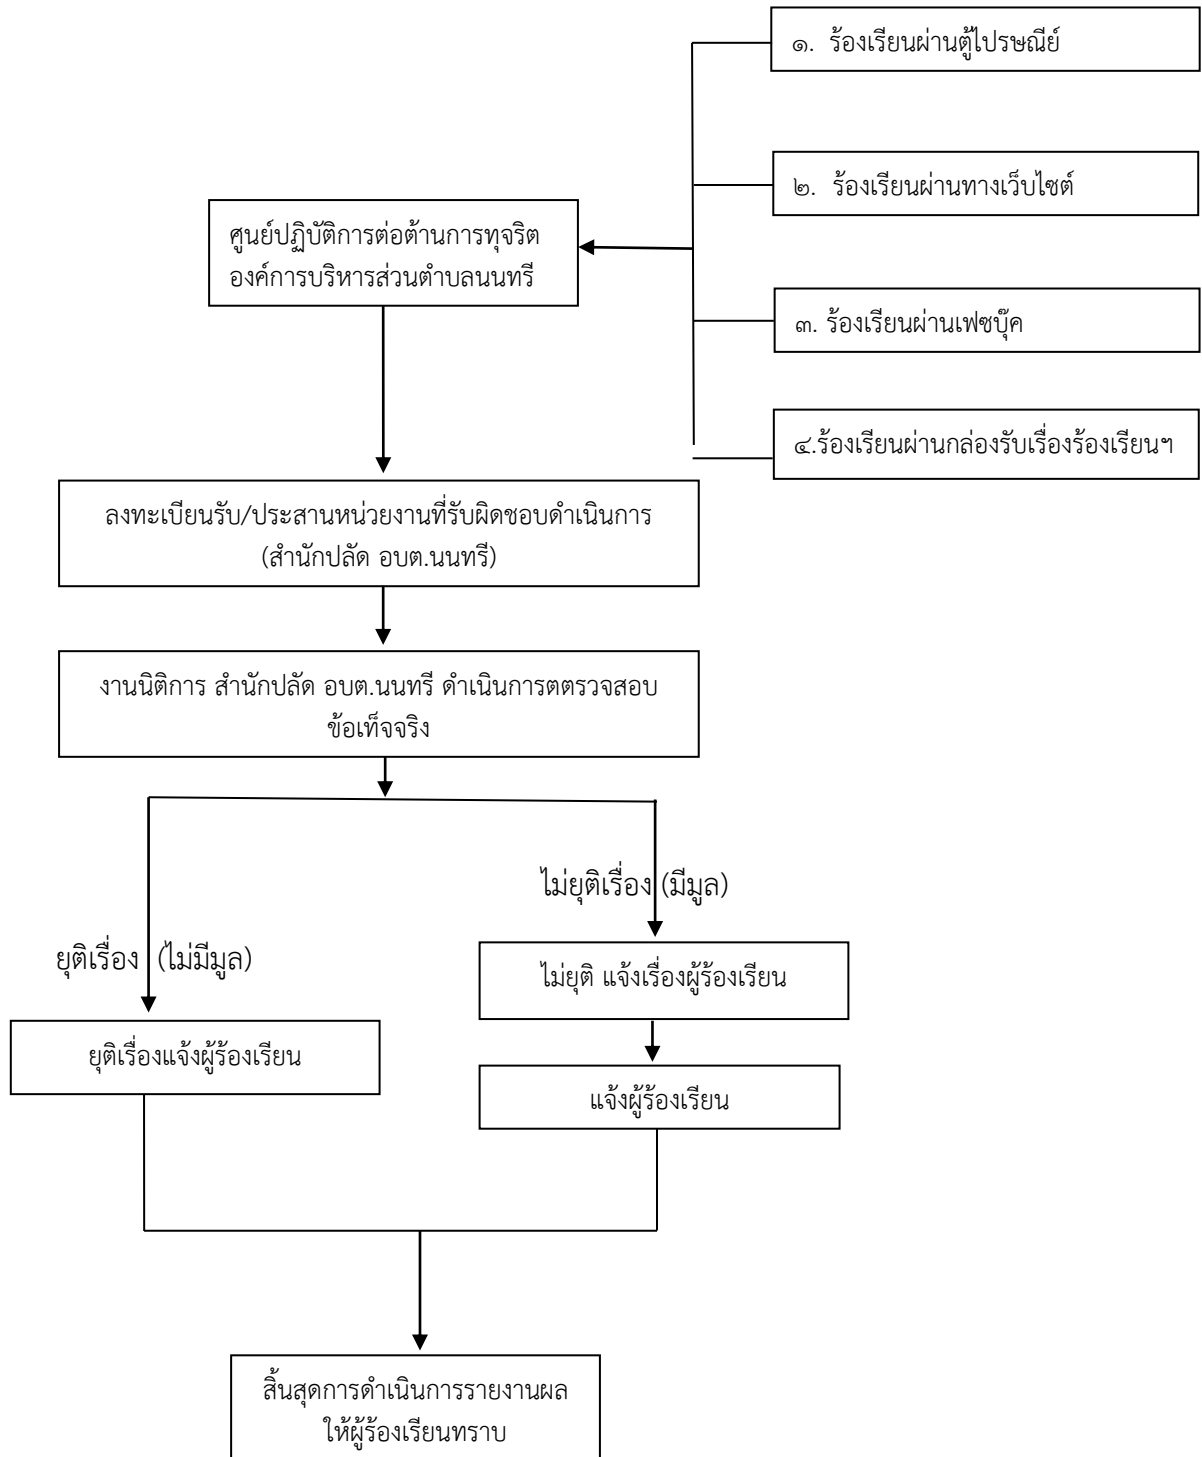 ๑.  ร้องเรียนผ่านตู้ไปรษณีย์
๒.  ร้องเรียนผ่านทางเว็บไซต์
ศูนย์ปฏิบัติการต่อต้านการทุจริต
องค์การบริหารส่วนตำบลนนทรี
๓. ร้องเรียนผ่านเฟซบุ๊ค
๔.ร้องเรียนผ่านกล่องรับเรื่องร้องเรียนฯ
ลงทะเบียนรับ/ประสานหน่วยงานที่รับผิดชอบดำเนินการ
(สำนักปลัด อบต.นนทรี)
งานนิติการ สำนักปลัด อบต.นนทรี ดำเนินการตตรวจสอบ
ข้อเท็จจริง
ไม่ยุติเรื่อง (มีมูล)
ยุติเรื่อง (ไม่มีมูล)
ไม่ยุติ แจ้งเรื่องผู้ร้องเรียน
ยุติเรื่องแจ้งผู้ร้องเรียน
แจ้งผู้ร้องเรียน
สิ้นสุดการดำเนินการรายงานผล
ให้ผู้ร้องเรียนทราบ